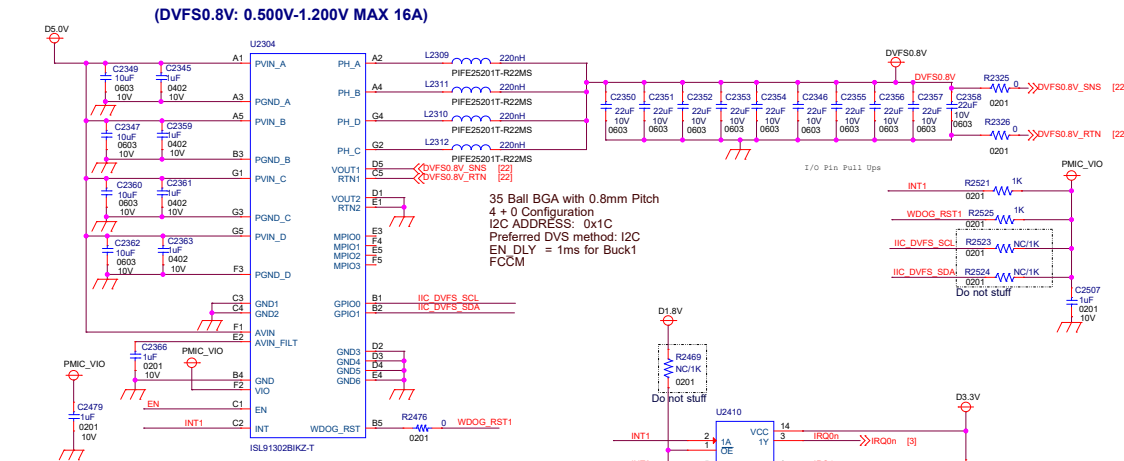 (DVFS0.8V: 0.500V-1.200V MAX 16A)
D5.0V
U2304
A1 PVIN_A PH_A A2 L2309 220nH
PIFE25201T-R22MS
C2349 10uF 0603 10V
C2345 1uF 0402 10V
A3 PGND_A
PH_B A4 L2311 220nH
PIFE25201T-R22MS
A5 PVIN_B
C2347 10uF 0603 10V
C2359 1uF 0402 10V
PH_D G4 L2310 220nH
PIFE25201T-R22MS
B3 PGND_B
PH_C G2 L2312 220nH
PIFE25201T-R22MS
G1 PVIN_C
C2360 10uF 0603 10V
C2361 1uF 0402 10V
VOUT1 D5 DVFS0.8V_SNS [22]
RTN1 C5 DVFS0.8V_RTN [22]
VOUT2 D1
RTN2 E1
G3 PGND_C
G5 PVIN_D
C2362 10uF 0603 10V
C2363 1uF 0402 10V
MPIO0 E3
MPIO1 F4
MPIO2 E5
MPIO3 F5
F3 PGND_D
C3 GND1
C4 GND2
GPIO0 B1 IIC_DVFS_SCL
GPIO1 B2 IIC_DVFS_SDA
F1 AVIN
E2 AVIN_FILT
C2366 1uF 0201 10V
PMIC_VIO
PMIC_VIO
GND3 D2
GND4 D3
GND5 D4
GND6 E4
B4 GND
F2 VIO
C2479 1uF 0201 10V
EN C1 EN
INT1 C2 INT
WDOG_RST B5 R2476 0 WDOG_RST1
0201
ISL91302BIKZ-T
35 Ball BGA with 0.8mm Pitch
4 + 0 Configuration
I2C ADDRESS: 0x1C
Preferred DVS method: I2C
EN_DLY = 1ms for Buck1
FCCM
DVFS0.8V
DVFS0.8V
C2350 22uF 10V 0603
C2351 22uF 10V 0603
C2352 22uF 10V 0603
C2353 22uF 10V 0603
C2354 22uF 10V 0603
C2346 22uF 10V 0603
C2355 22uF 10V 0603
C2356 22uF 10V 0603
C2357 22uF 10V 0603
C2358 22uF 10V 0603
R2325 0 DVFS0.8V_SNS [22
0201
R2326 0 DVFS0.8V_RTN [22
0201
I/O Pin Pull Ups
PMIC_VIO
INT1 R2521 1K
0201
WDOG_RST1 R2525 1K
0201
IIC_DVFS_SCL R2523 NC/1K
0201
IIC_DVFS_SDA R2524 NC/1K
0201
Do not stuff
C2507 1uF 0201 10V
D1.8V
R2469
NC/1K
0201
Do not stuff
U2410
D3.3V
VCC 14
INT1 2 1A 1Y 3 IRQ0n IRQ0n [3]
1 OE